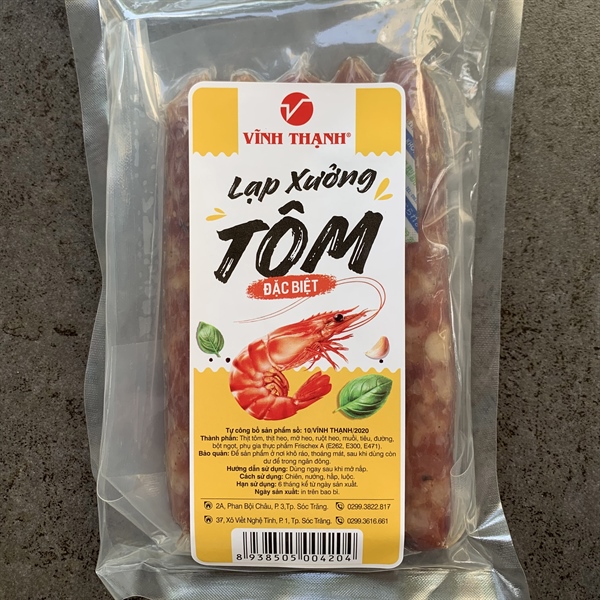 VĨNH THẠNH®
Lạp Xưởng
TÔM
ĐẶC BIỆT
Tự công bố sản phẩm số: 10/VĨNH THẠNH/2020
Thành phần: Thịt tôm, thịt heo, mỡ heo, ruột heo, muối, tiêu, đường,
bột ngọt, phụ gia thực phẩm Frischex A (E262, E300, E471).
Bảo quản: Để sản phẩm ở nơi khô ráo, thoáng mát, sau khi dùng còn
dư để trong ngăn đông.
Hướng dẫn sử dụng: Dùng ngay sau khi mở nắp.
Cách sử dụng: Chiên, nướng, hấp, luộc.
Hạn sử dụng: 6 tháng kể từ ngày sản xuất.
Ngày sản xuất: in trên bao bì.
2A, Phan Bội Châu, P. 3,Tp. Sóc Trăng. 0299.3822.817
37, Xô Viết Nghệ Tĩnh, P. 1, Tp. Sóc Trăng. 0299.3616.661
8 938505 004204